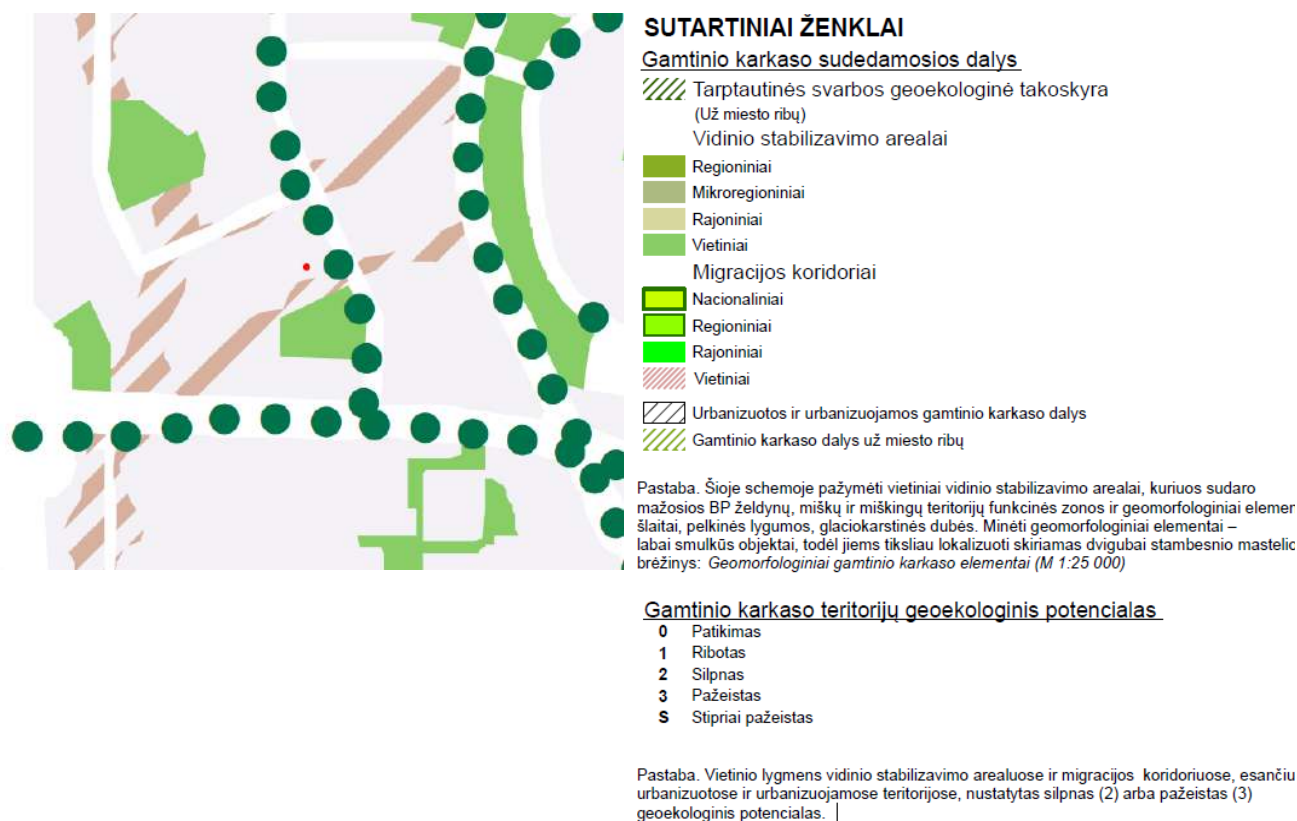 SUTARTINIAI ŽENKLAI
Gamtinio karkaso sudedamosios dalys
Tarptautinės svarbos geoekologinė takoskyra
(Už miesto ribų)
Vidinio stabilizavimo arealai
Regioniniai
Mikroregioniniai
Rajoniniai
Vietiniai
Migracijos koridoriai
Nacionaliniai
Regioniniai
Rajoniniai
Vietiniai
Urbanizuotos ir urbanizuojamos gamtinio karkaso dalys
Gamtinio karkaso dalys už miesto ribų
Pastaba. Šioje schemoje pažymėti vietiniai vidinio stabilizavimo arealai, kuriuos sudaro
mažosios BP želdynų, miškų ir miškingų teritorijų funkcinės zonos ir geomorfologiniai elemen
šlaitai, pelkinės lygumos, glaciokarstinės dubės. Minėti geomorfologiniai elementai –
labai smulkūs objektai, todėl jiems tiksliau lokalizuoti skiriamas dvigubai stambesnio mastelio
brėžinys: Geomorfologiniai gamtinio karkaso elementai (M 1:25 000)
Gamtinio karkaso teritorijų geoekologinis potencialas
0 Patikimas
1 Ribotas
2 Silpnas
3 Pažeistas
S Stipriai pažeistas
Pastaba. Vietinio lygmens vidinio stabilizavimo arealuose ir migracijos koridoriuose, esančiu
urbanizuotose ir urbanizuojamose teritorijose, nustatytas silpnas (2) arba pažeistas (3)
geoekologinis potencialas.